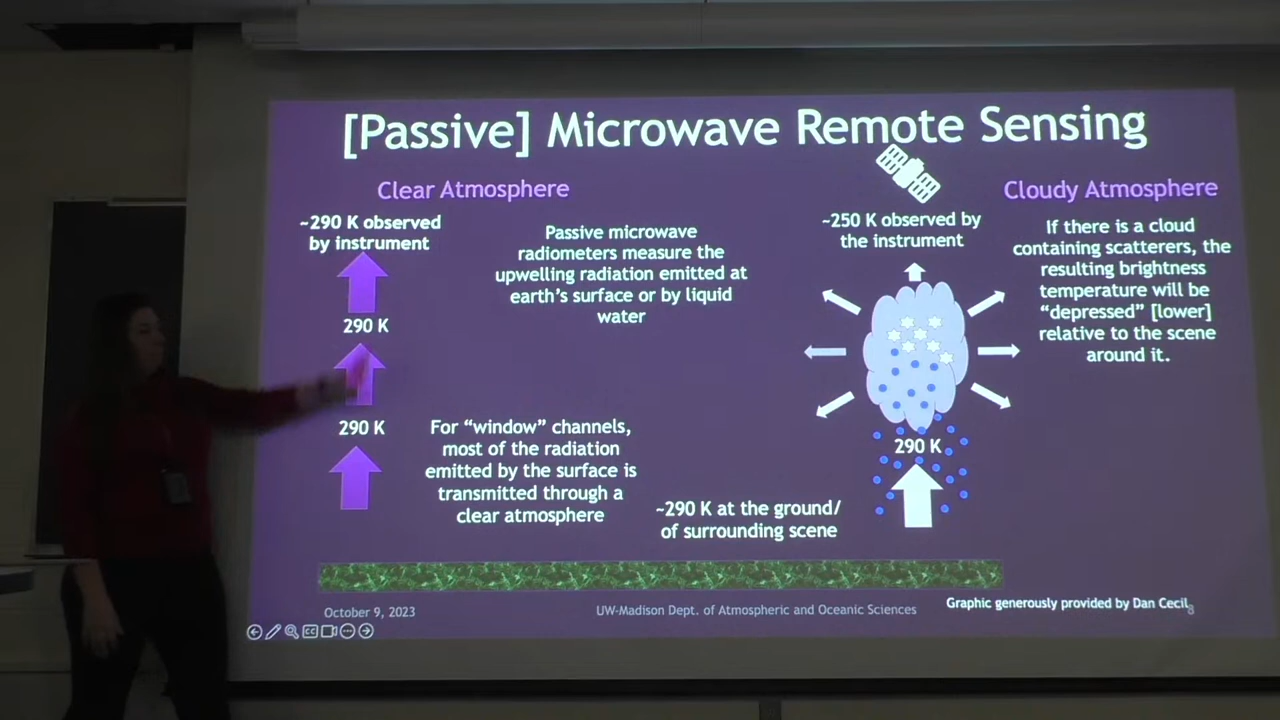 [Passive] Microwave Remote Sensing
Clear Atmosphere
~290 K observed
by instrument
290 K
290 K
Passive microwave
radiometers measure the
upwelling radiation emitted at
earth's surface or by liquid
water
For "window" channels,
most of the radiation
emitted by the surface is
transmitted through a
clear atmosphere
~250 K observed by
the instrument
290 K
~290 K at the ground/
of surrounding scene
Cloudy Atmosphere
If there is a cloud
containing scatterers, the
resulting brightness
temperature will be
"depressed" [lower]
relative to the scene
around it.
October 9, 2023
UW-Madison Dept. of Atmospheric and Oceanic Sciences
Graphic generously provided by Dan Cecil
8
CC